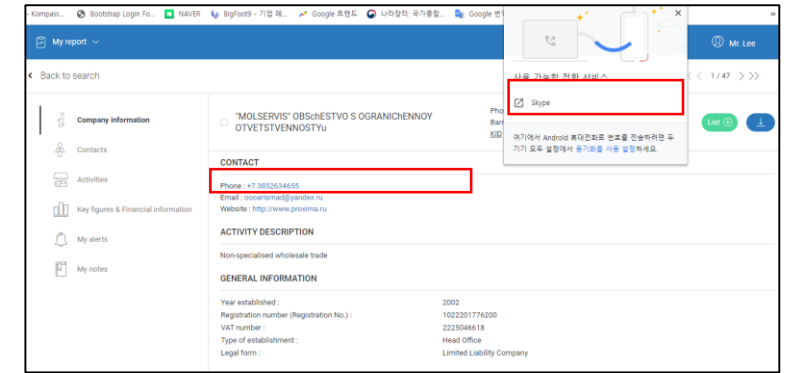 Kompass... Bootstrap Login Fo... NAVER BigFoot9 - 기업 데... Google 트렌드 나라장터: 국가종합... Google 번 »
My report
Mr. Lee
Back to search
1 / 47
사용 가능한 전화 서비스
Skype
여기에서 Android 휴대전화로 번호를 전송하려면 두
기기 모두 설정에서 동기화를 사용 설정하세요.
Company information
Contacts
Activities
Key figures & Financial information
My alerts
My notes
"MOLSERVIS" OBSchESTVO S OGRANIChENNOY
OTVETSTVENNOSTYu
Pho
Bar
KID
List
CONTACT
Phone : +7 3852634655
Email : oooarismad@yandex.ru
Website : http://www.proxima.ru
ACTIVITY DESCRIPTION
Non-specialised wholesale trade
GENERAL INFORMATION
Year established : 2002
Registration number (Registration No.) : 1022201776200
VAT number : 2225046618
Type of establishment : Head Office
Legal form : Limited Liability Company